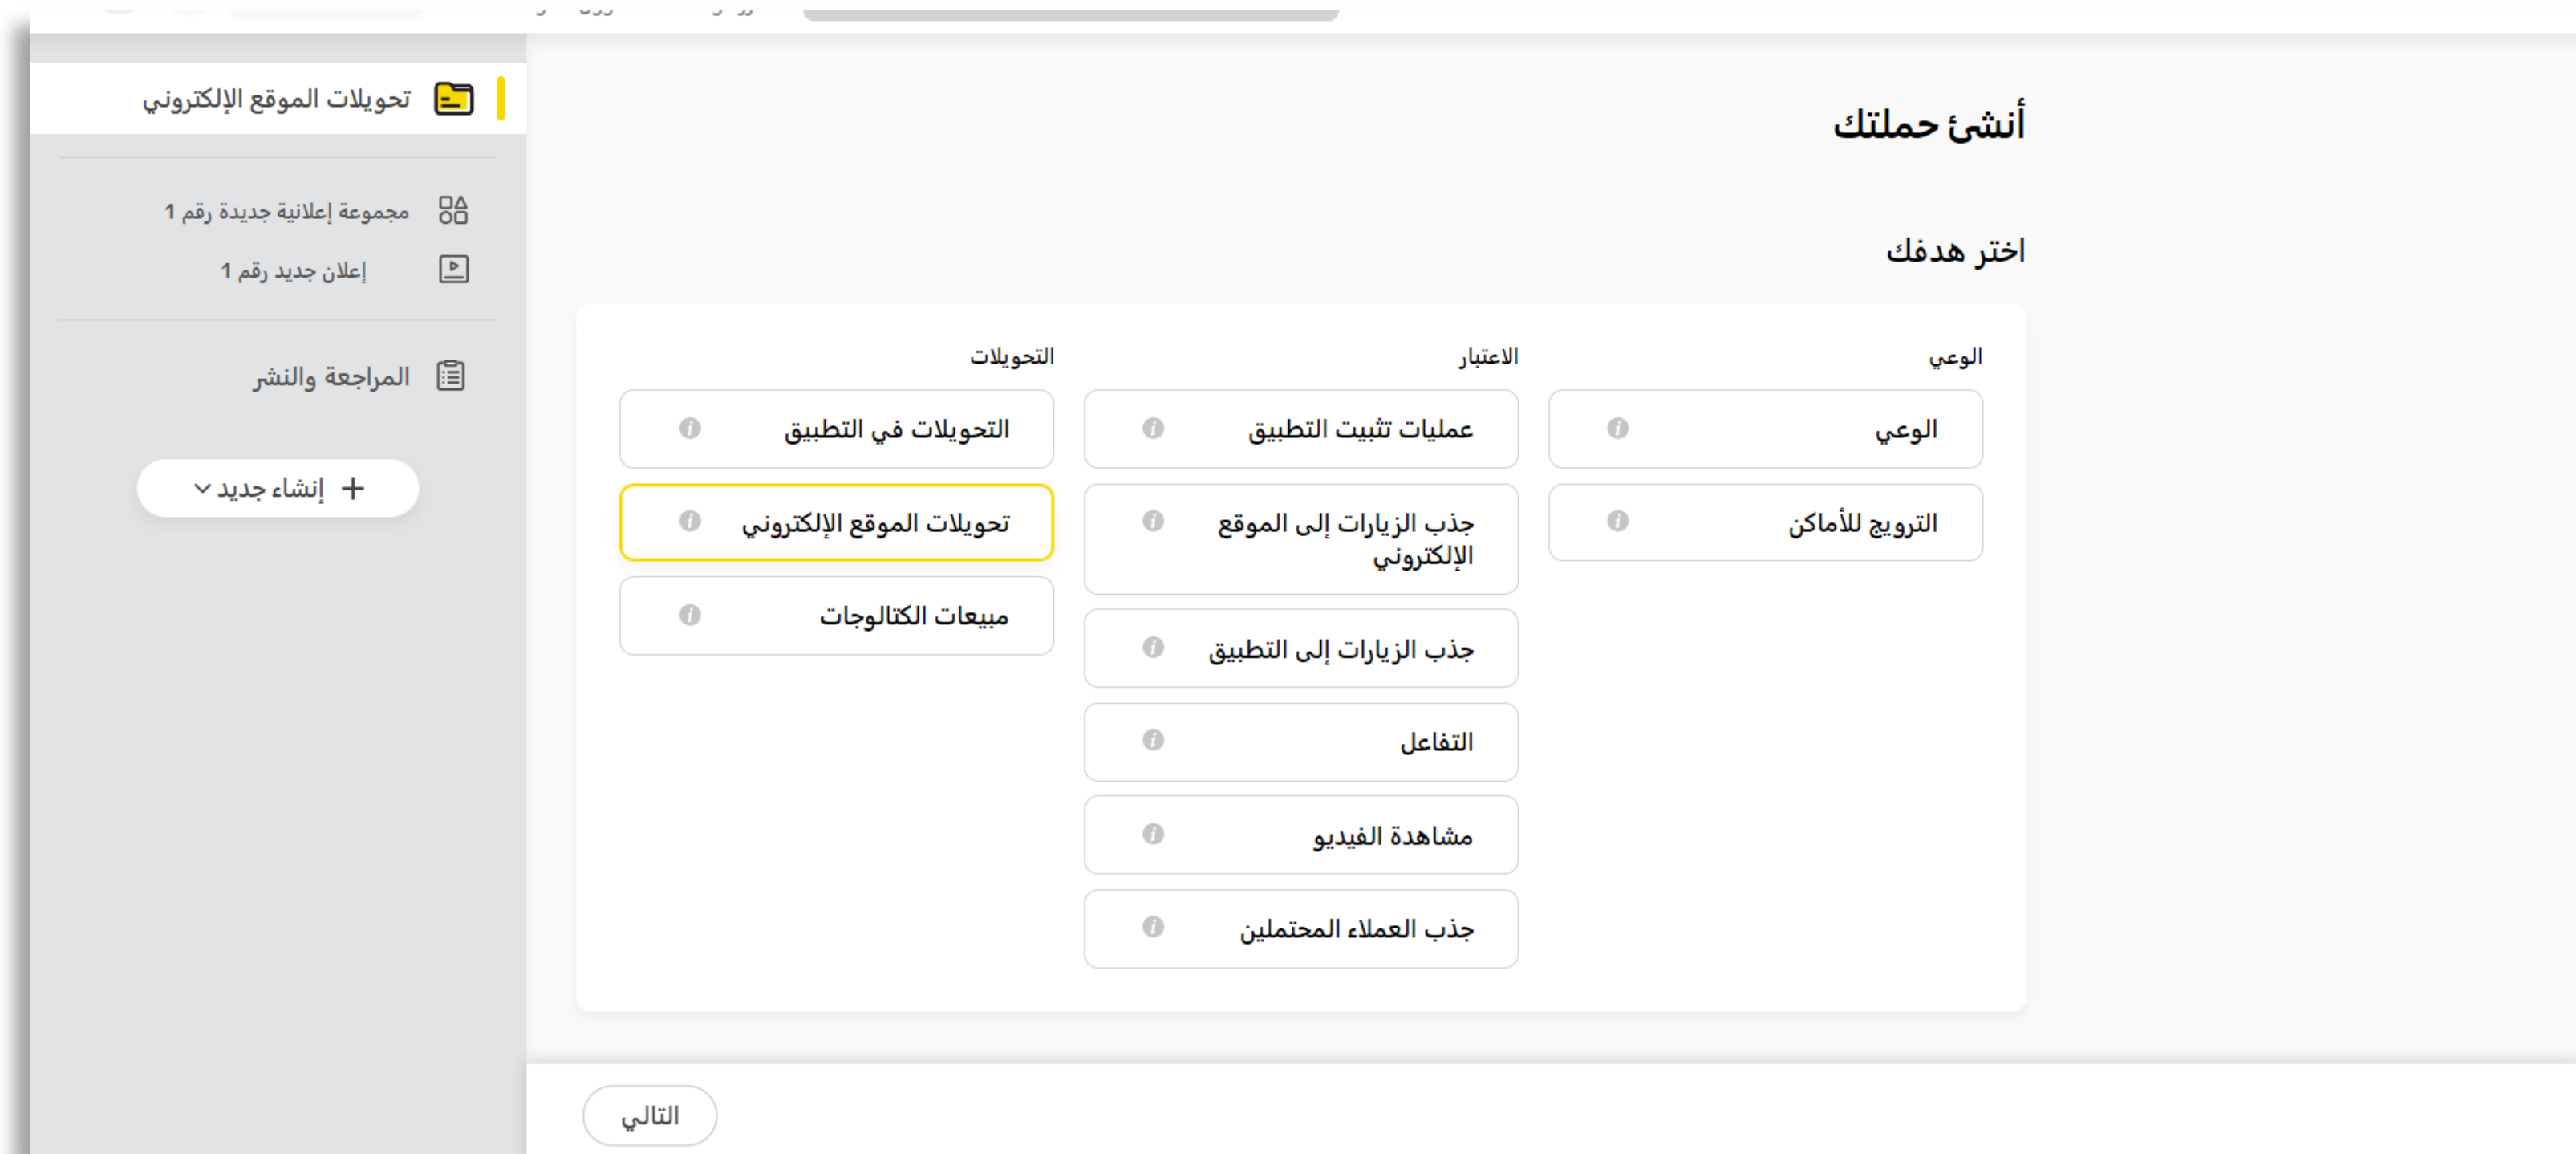 أنشئ حملتك
اختر هدفك
الوعي
الوعي
الترويج للأماكن
الاعتبار
عمليات تثبيت التطبيق
جذب الزيارات إلى الموقع
الإلكتروني
جذب الزيارات إلى التطبيق
التفاعل
مشاهدة الفيديو
جذب العملاء المحتملين
التحويلات
التحويلات في التطبيق
تحويلات الموقع الإلكتروني
مبيعات الكتالوجات
التالي
تحويلات الموقع الإلكتروني
مجموعة إعلانية جديدة رقم 1
إعلان جديد رقم 1
المراجعة والنشر
إنشاء جديد